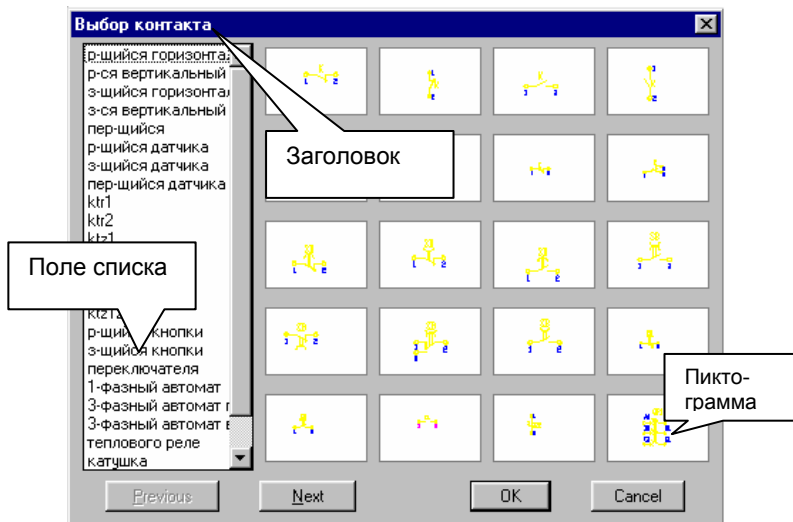 Выбор контакта
р-щийся горизонта
р-ся вертикальный
з-щийся горизонтал
з-ся вертикальный
пер-щийся
р-щийся датчика
з-щийся датчика
пер-щийся датчика
ktr1
ktr2
ktz1
Заголовок
Поле списка
р-щий кнопки
з-щийся кнопки
переключателя
1-фазный автомат
3-фазный автомат г
3-фазный автомат в
теплового реле
катушка
Пикто-
грамма
Previous
Next
OK
Cancel